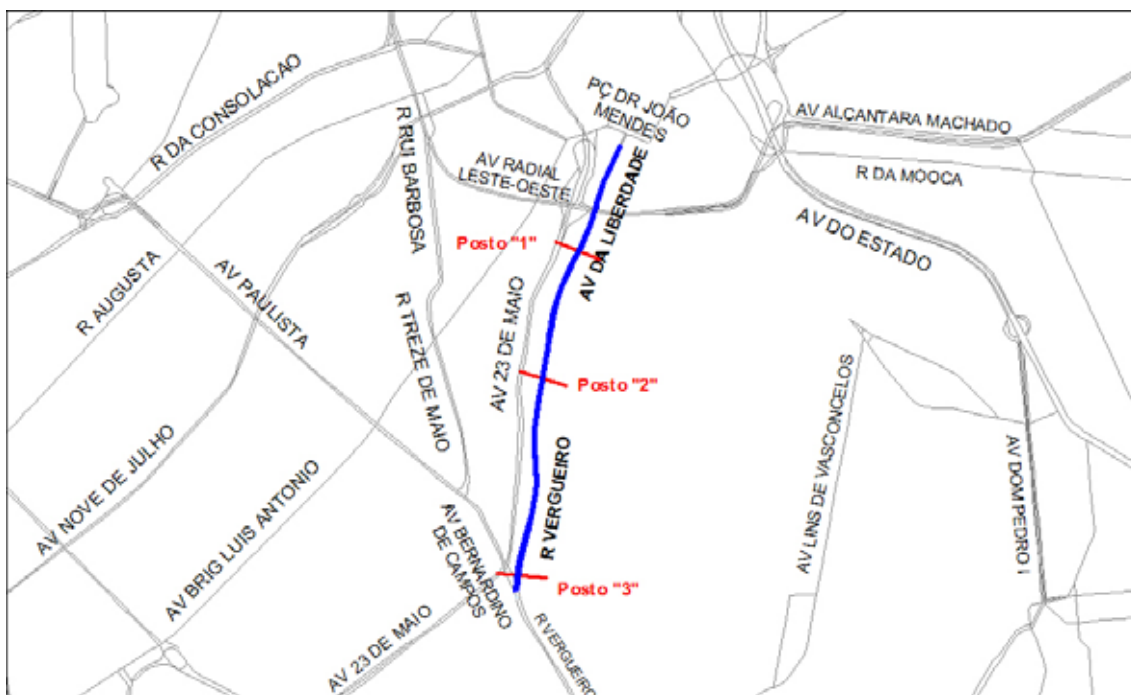 PÇ DR JOÃO
MENDES
R DA CONSOLACAO
R RUI BARBOSA
AV RADIAL
LESTE-OESTE
AV DA LIBERDADE
AV ALCANTARA MACHADO
R DA MOOCA
AV DO ESTADO
Posto "1"
R AUGUSTA
AV PAULISTA
R TREZE DE MAIO
AV 23 DE MAIO
Posto "2"
AV NOVE DE JULHO
AV BRIG LUIS ANTONIO
AV LINS DE VASCONCELOS
AV DOM PEDRO I
R VERGUEIRO
AV BERNARDINO
DE CAMPOS
Posto "3"
AV 23 DE MAIO
R VERGUEIRO